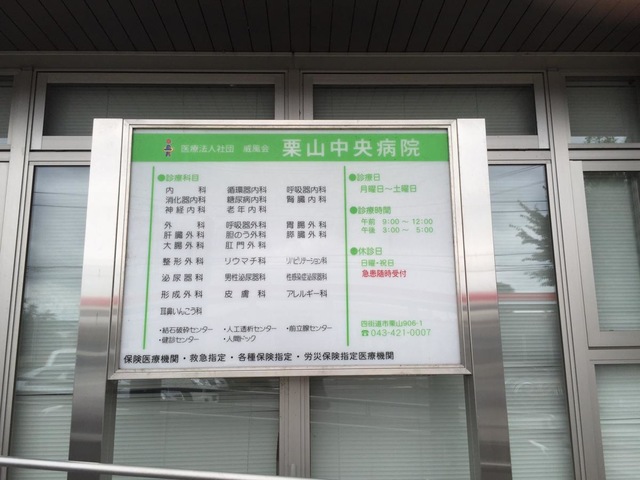 医療法人社団 威風会 栗山中央病院
●診療科目
内科 循環器内科 呼吸器内科
消化器内科 糖尿病内科 腎臓内科
神経内科 老年内科
外科 呼吸器外科 胃腸外科
肝臓外科 胆のう外科 膵臓外科
大腸外科 肛門外科
整形外科 リウマチ科 リハビリテーション科
泌尿器科 男性泌尿器科 性感染症泌尿器科
形成外科 皮膚科 アレルギー科
耳鼻いんこう科
・結石破砕センター ・人工透析センター ・前立腺センター
・健診センター ・人間ドック
●診療日
月曜日～土曜日
●診療時間
午前 9:00～12:00
午後 3:00～ 5:00
●休診日
日曜・祝日
急患随時受付
四街道市栗山906-1
☎043-421-0007
保険医療機関・救急指定・各種保険指定・労災保険指定医療機関